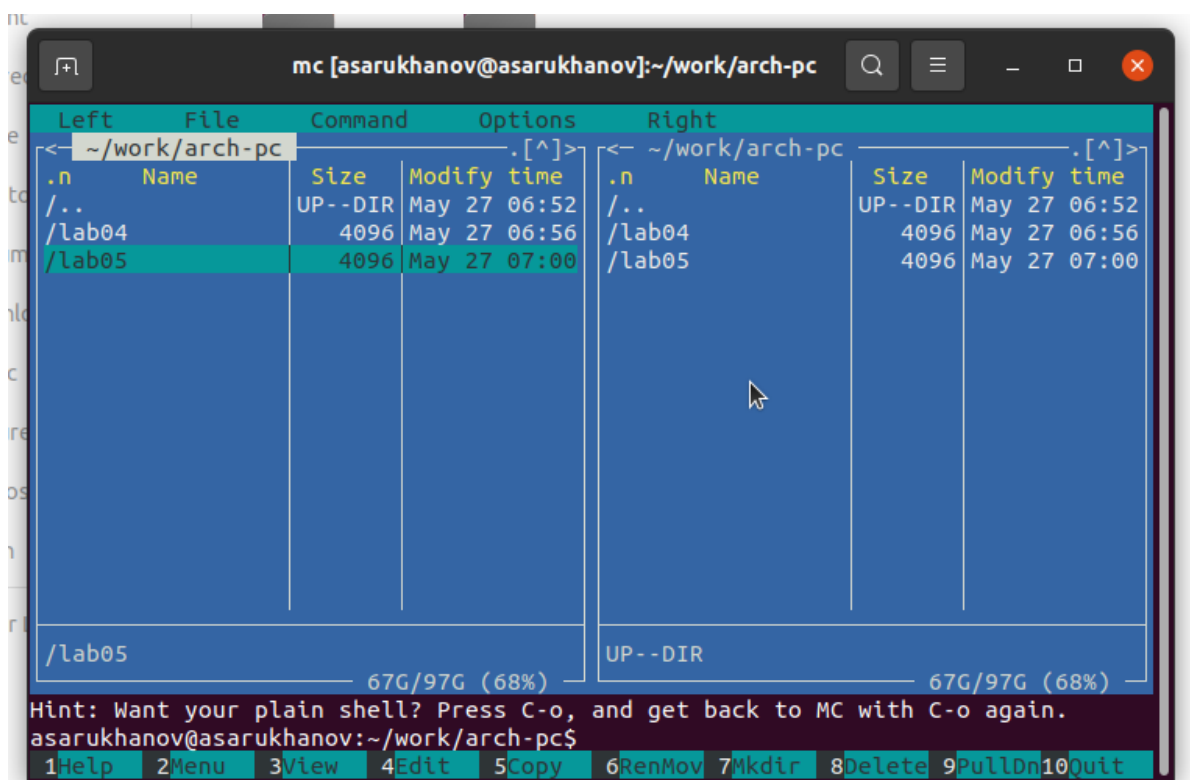 mc [asarukhanov@asarukhanov]:~/work/arch-pc
Left File Command Options Right
<- ~/work/arch-pc .[^]> <- ~/work/arch-pc .[^]>
.n Name Size Modify time .n Name Size Modify time
/.. UP--DIR May 27 06:52 /.. UP--DIR May 27 06:52
/lab04 4096 May 27 06:56 /lab04 4096 May 27 06:56
/lab05 4096 May 27 07:00 /lab05 4096 May 27 07:00
/lab05 UP--DIR
67G/97G (68%) 67G/97G (68%)
Hint: Want your plain shell? Press C-o, and get back to MC with C-o again.
asarukhanov@asarukhanov:~/work/arch-pc$
1Help 2Menu 3View 4Edit 5Copy 6RenMov 7Mkdir 8Delete 9PullDn 10Quit